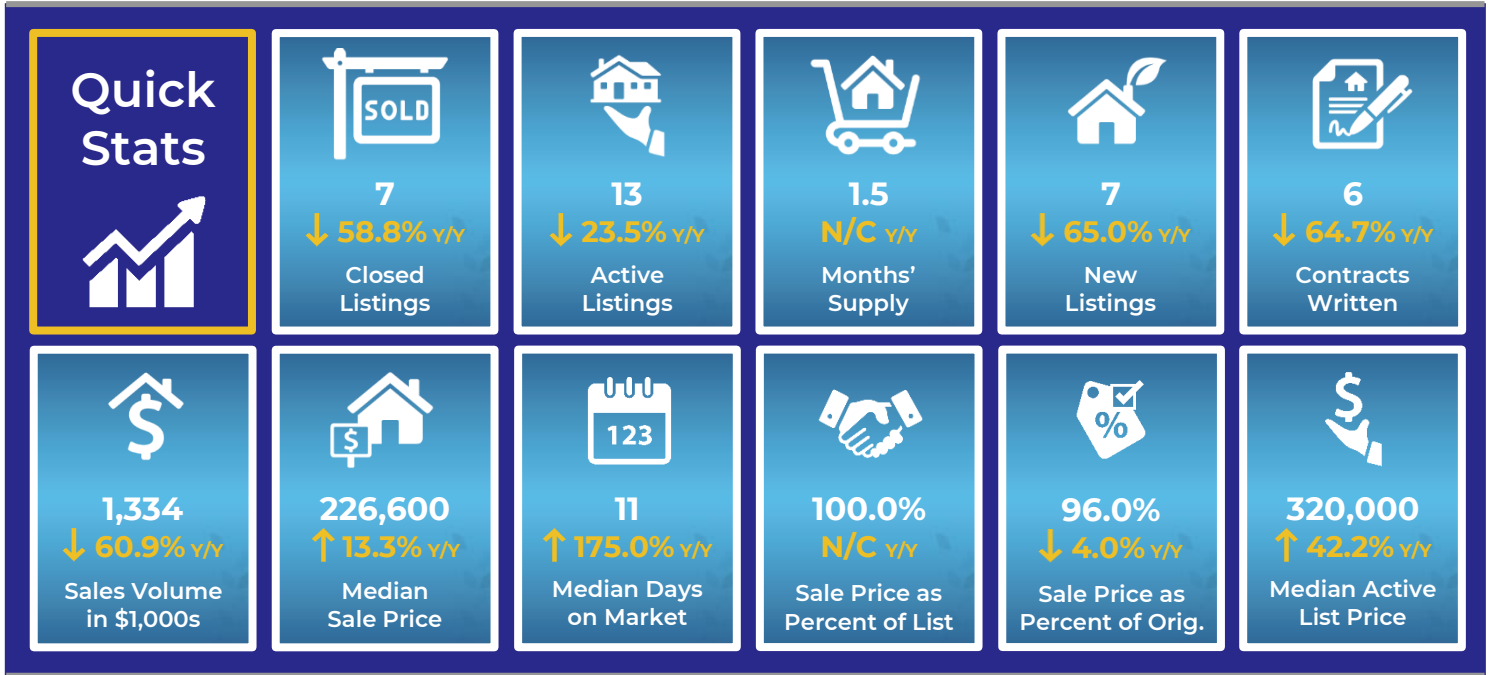 Quick
Stats
SOLD
7
↓ 58.8% Y/Y
Closed
Listings
13
↓ 23.5% Y/Y
Active
Listings
1.5
N/C Y/Y
Months’
Supply
7
↓ 65.0% Y/Y
New
Listings
6
↓ 64.7% Y/Y
Contracts
Written
$
1,334
↓ 60.9% Y/Y
Sales Volume
in $1,000s
$
226,600
↑ 13.3% Y/Y
Median
Sale Price
123
11
↑ 175.0% Y/Y
Median Days
on Market
100.0%
N/C Y/Y
Sale Price as
Percent of List
%
96.0%
↓ 4.0% Y/Y
Sale Price as
Percent of Orig.
$
320,000
↑ 42.2% Y/Y
Median Active
List Price